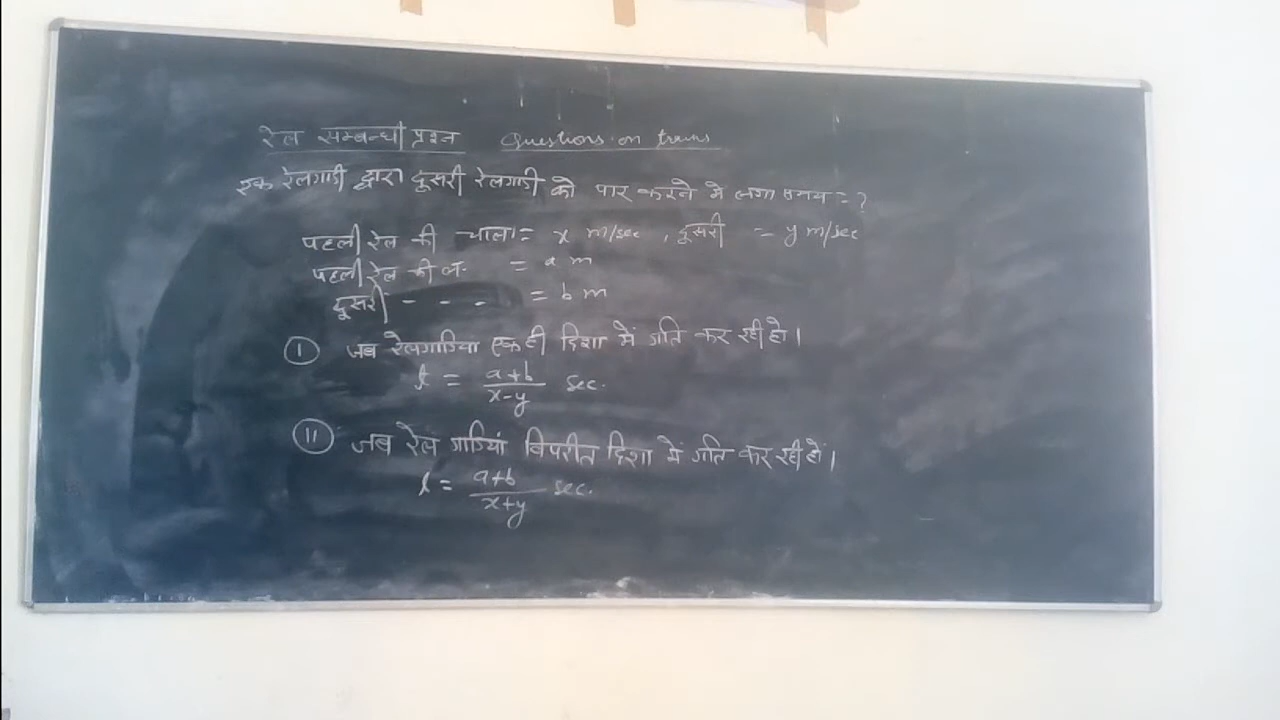 रेल सम्बन्धी प्रश्न Questions on trains
एक रेलगाडी द्वारा दूसरी रेलगाडी को पार करने में लगा समय = ?
पहली रेल की चाल = x m/sec , दूसरी = y m/sec
पहली रेल की ल. = a m
दूसरी - - - = b m
I जब रेलगाडिया एक ही दिशा में गति कर रही हो।
t = a+b / x-y sec.
II जब रेल गाडियां विपरीत दिशा में गति कर रही हों।
t = a+b / x+y sec.